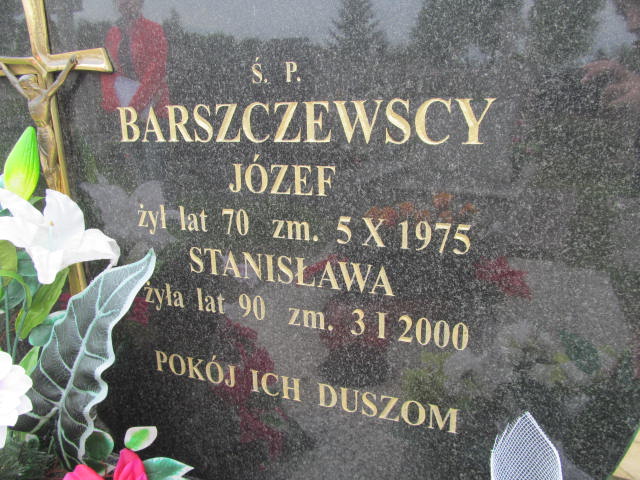 Ś. P.
BARSZCZEWSCY
JÓZEF
żył lat 70 zm. 5 X 1975
STANISŁAWA
żyła lat 90 zm. 3 I 2000
POKÓJ ICH DUSZOM